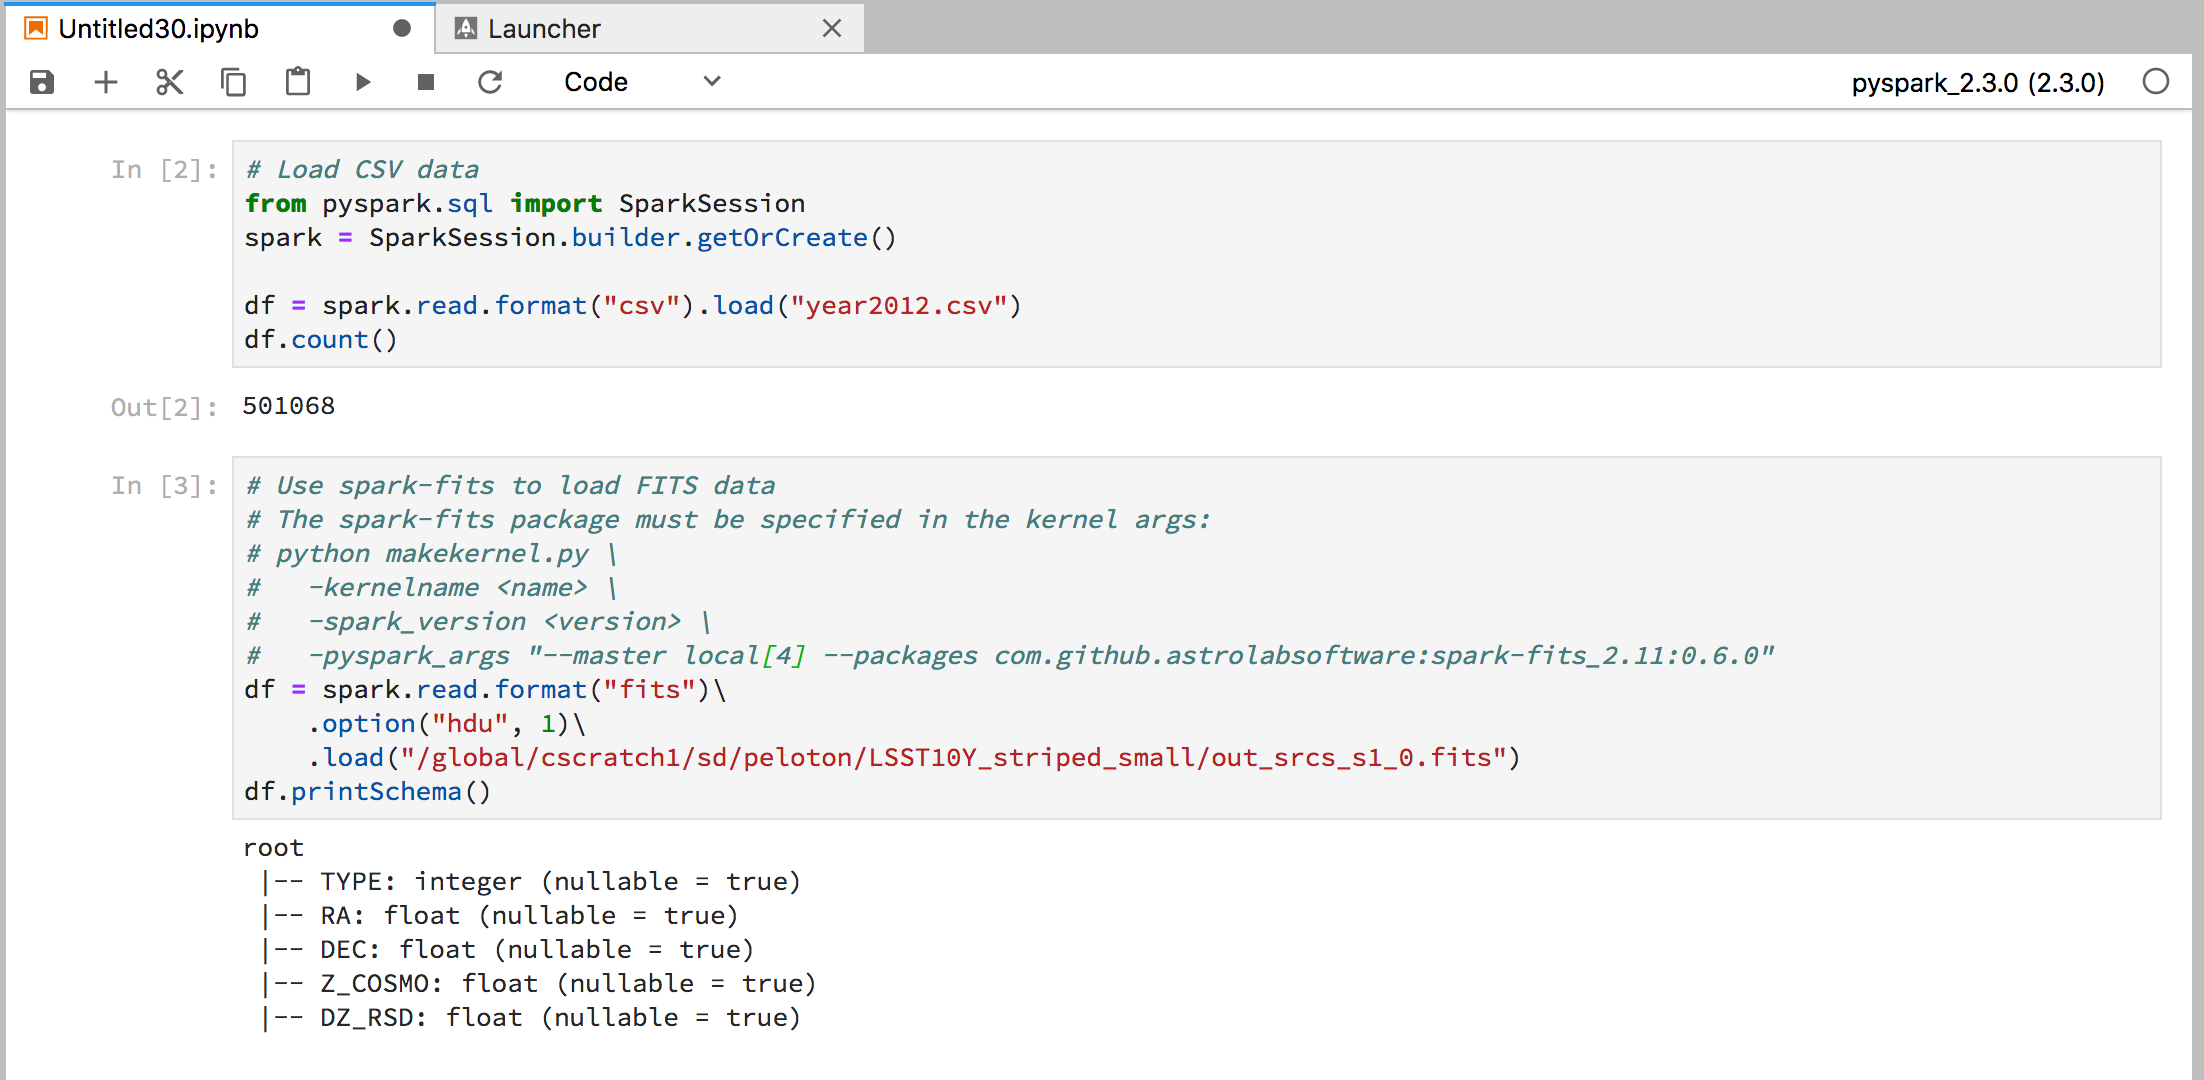 Untitled30.ipynb
Launcher
Code
pyspark_2.3.0 (2.3.0)
In [2]:
# Load CSV data
from pyspark.sql import SparkSession
spark = SparkSession.builder.getOrCreate()
df = spark.read.format("csv").load("year2012.csv")
df.count()
Out[2]: 501068
In [3]:
# Use spark-fits to load FITS data
# The spark-fits package must be specified in the kernel args:
# python makekernel.py \
#   -kernelname <name> \
#   -spark_version <version> \
#   -pyspark_args "--master local[4] --packages com.github.astrolabsoftware:spark-fits_2.11:0.6.0"
df = spark.read.format("fits")\
    .option("hdu", 1)\
    .load("/global/cscratch1/sd/peloton/LSST10Y_striped_small/out_srcs_s1_0.fits")
df.printSchema()
root
 |-- TYPE: integer (nullable = true)
 |-- RA: float (nullable = true)
 |-- DEC: float (nullable = true)
 |-- Z_COSMO: float (nullable = true)
 |-- DZ_RSD: float (nullable = true)